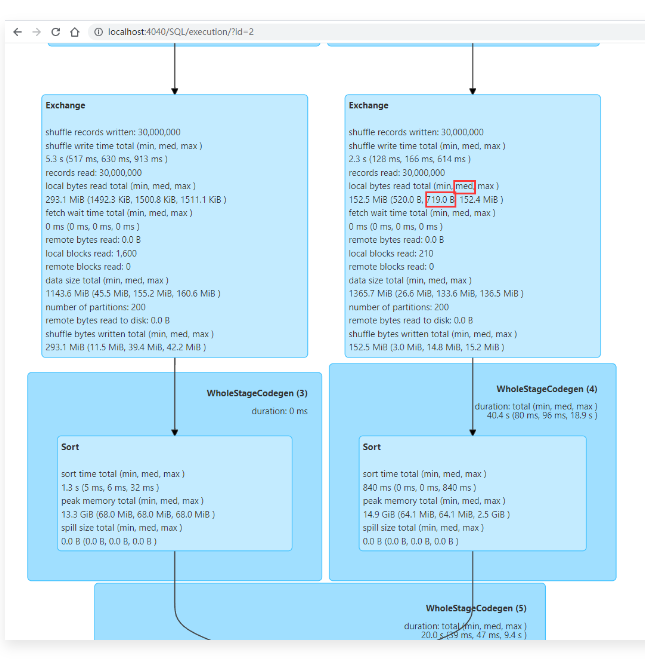 localhost:4040/SQL/execution/?id=2
Exchange
shuffle records written: 30,000,000
shuffle write time total (min, med, max )
5.3 s (517 ms, 630 ms, 913 ms )
records read: 30,000,000
local bytes read total (min, med, max )
293.1 MiB (1492.3 KiB, 1500.8 KiB, 1511.1 KiB )
fetch wait time total (min, med, max )
0 ms (0 ms, 0 ms, 0 ms )
remote bytes read: 0.0 B
local blocks read: 1,600
remote blocks read: 0
data size total (min, med, max )
1143.6 MiB (45.5 MiB, 155.2 MiB, 160.6 MiB )
number of partitions: 200
remote bytes read to disk: 0.0 B
shuffle bytes written total (min, med, max )
293.1 MiB (11.5 MiB, 39.4 MiB, 42.2 MiB )
Exchange
shuffle records written: 30,000,000
shuffle write time total (min, med, max )
2.3 s (128 ms, 166 ms, 614 ms )
records read: 30,000,000
local bytes read total (min, med, max )
152.5 MiB (520.0 B, 719.0 B, 152.4 MiB )
fetch wait time total (min, med, max )
0 ms (0 ms, 0 ms, 0 ms )
remote bytes read: 0.0 B
local blocks read: 210
remote blocks read: 0
data size total (min, med, max )
1365.7 MiB (26.6 MiB, 133.6 MiB, 136.5 MiB )
number of partitions: 200
remote bytes read to disk: 0.0 B
shuffle bytes written total (min, med, max )
152.5 MiB (3.0 MiB, 14.8 MiB, 15.2 MiB )
WholeStageCodegen (3)
duration: 0 ms
Sort
sort time total (min, med, max )
1.3 s (5 ms, 6 ms, 32 ms )
peak memory total (min, med, max )
13.3 GiB (68.0 MiB, 68.0 MiB, 68.0 MiB )
spill size total (min, med, max )
0.0 B (0.0 B, 0.0 B, 0.0 B )
WholeStageCodegen (4)
duration: total (min, med, max )
40.4 s (80 ms, 96 ms, 18.9 s )
Sort
sort time total (min, med, max )
840 ms (0 ms, 0 ms, 840 ms )
peak memory total (min, med, max )
14.9 GiB (64.1 MiB, 64.1 MiB, 2.5 GiB )
spill size total (min, med, max )
0.0 B (0.0 B, 0.0 B, 0.0 B )
WholeStageCodegen (5)
duration: total (min, med, max )
20.0 s (39 ms, 47 ms, 9.4 s )